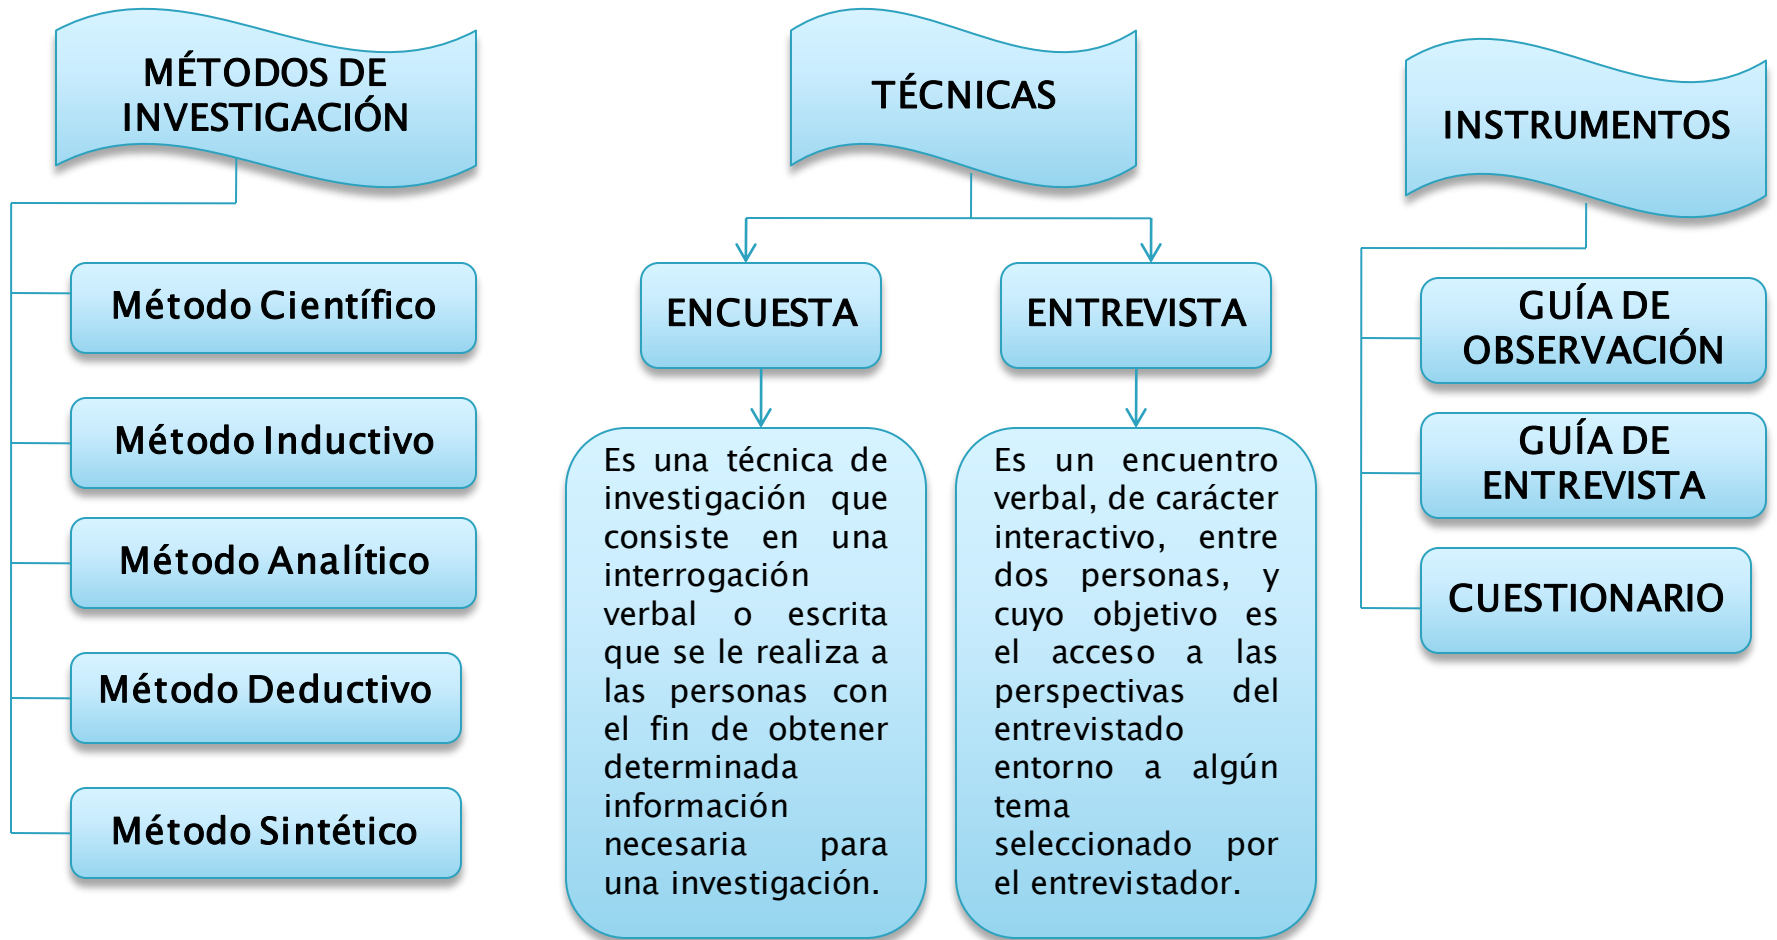 MÉTODOS DE
INVESTIGACIÓN
Método Científico
Método Inductivo
Método Analítico
Método Deductivo
Método Sintético
TÉCNICAS
ENCUESTA
Es una técnica de
investigación que
consiste en una
interrogación
verbal o escrita
que se le realiza a
las personas con
el fin de obtener
determinada
información
necesaria para
una investigación.
ENTREVISTA
Es un encuentro
verbal, de carácter
interactivo, entre
dos personas, y
cuyo objetivo es
el acceso a las
perspectivas del
entrevistado
entorno a algún
tema
seleccionado por
el entrevistador.
INSTRUMENTOS
GUÍA DE
OBSERVACIÓN
GUÍA DE
ENTREVISTA
CUESTIONARIO